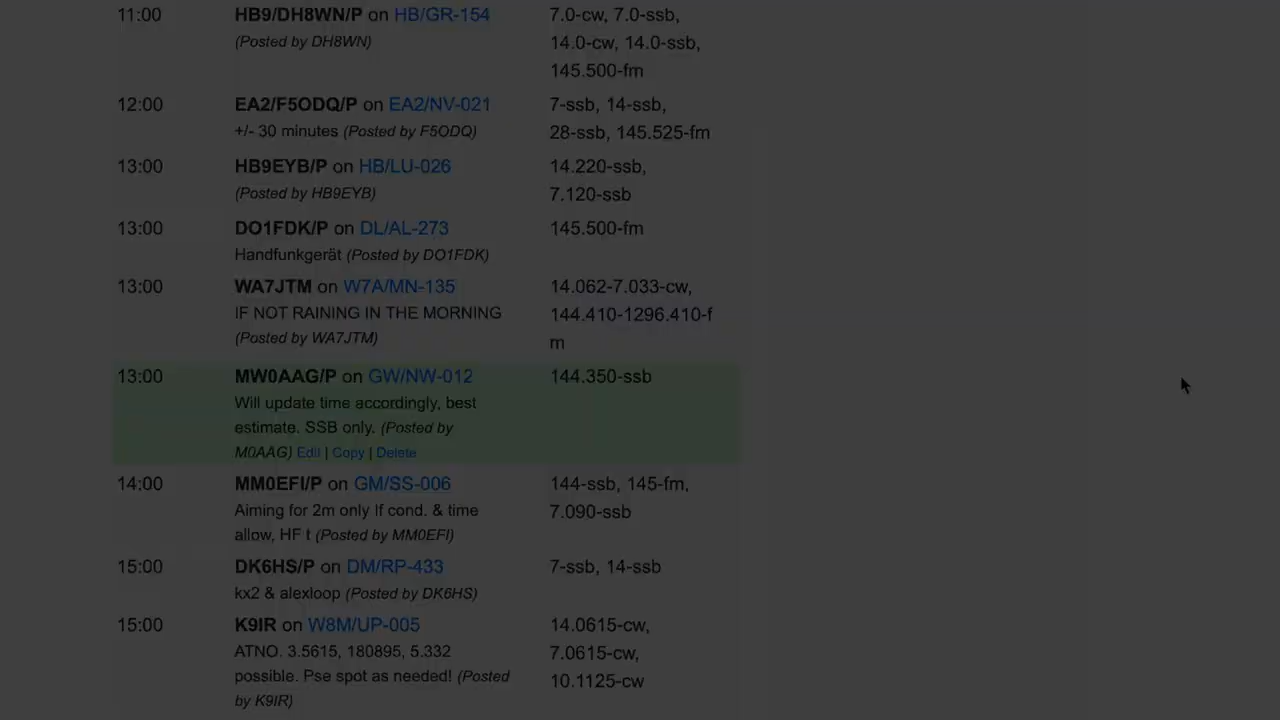 11:00 HB9/DH8WN/P on HB/GR-154 7.0-cw, 7.0-ssb,
(Posted by DH8WN) 14.0-cw, 14.0-ssb,
145.500-fm
12:00 EA2/F5ODQ/P on EA2/NV-021 7-ssb, 14-ssb,
+/- 30 minutes (Posted by F5ODQ) 28-ssb, 145.525-fm
13:00 HB9EYB/P on HB/LU-026 14.220-ssb,
(Posted by HB9EYB) 7.120-ssb
13:00 DO1FDK/P on DL/AL-273 145.500-fm
Handfunkgerät (Posted by DO1FDK)
13:00 WA7JTM on W7A/MN-135 14.062-7.033-cw,
IF NOT RAINING IN THE MORNING 144.410-1296.410-f
(Posted by WA7JTM) m
13:00 MW0AAG/P on GW/NW-012 144.350-ssb
Will update time accordingly, best
estimate. SSB only. (Posted by
M0AAG) Edit | Copy | Delete
14:00 MM0EFI/P on GM/SS-006 144-ssb, 145-fm,
Aiming for 2m only If cond. & time 7.090-ssb
allow, HF t (Posted by MM0EFI)
15:00 DK6HS/P on DM/RP-433 7-ssb, 14-ssb
kx2 & alexloop (Posted by DK6HS)
15:00 K9IR on W8M/UP-005 14.0615-cw,
ATNO. 3.5615, 180895, 5.332 7.0615-cw,
possible. Pse spot as needed! (Posted 10.1125-cw
by K9IR)